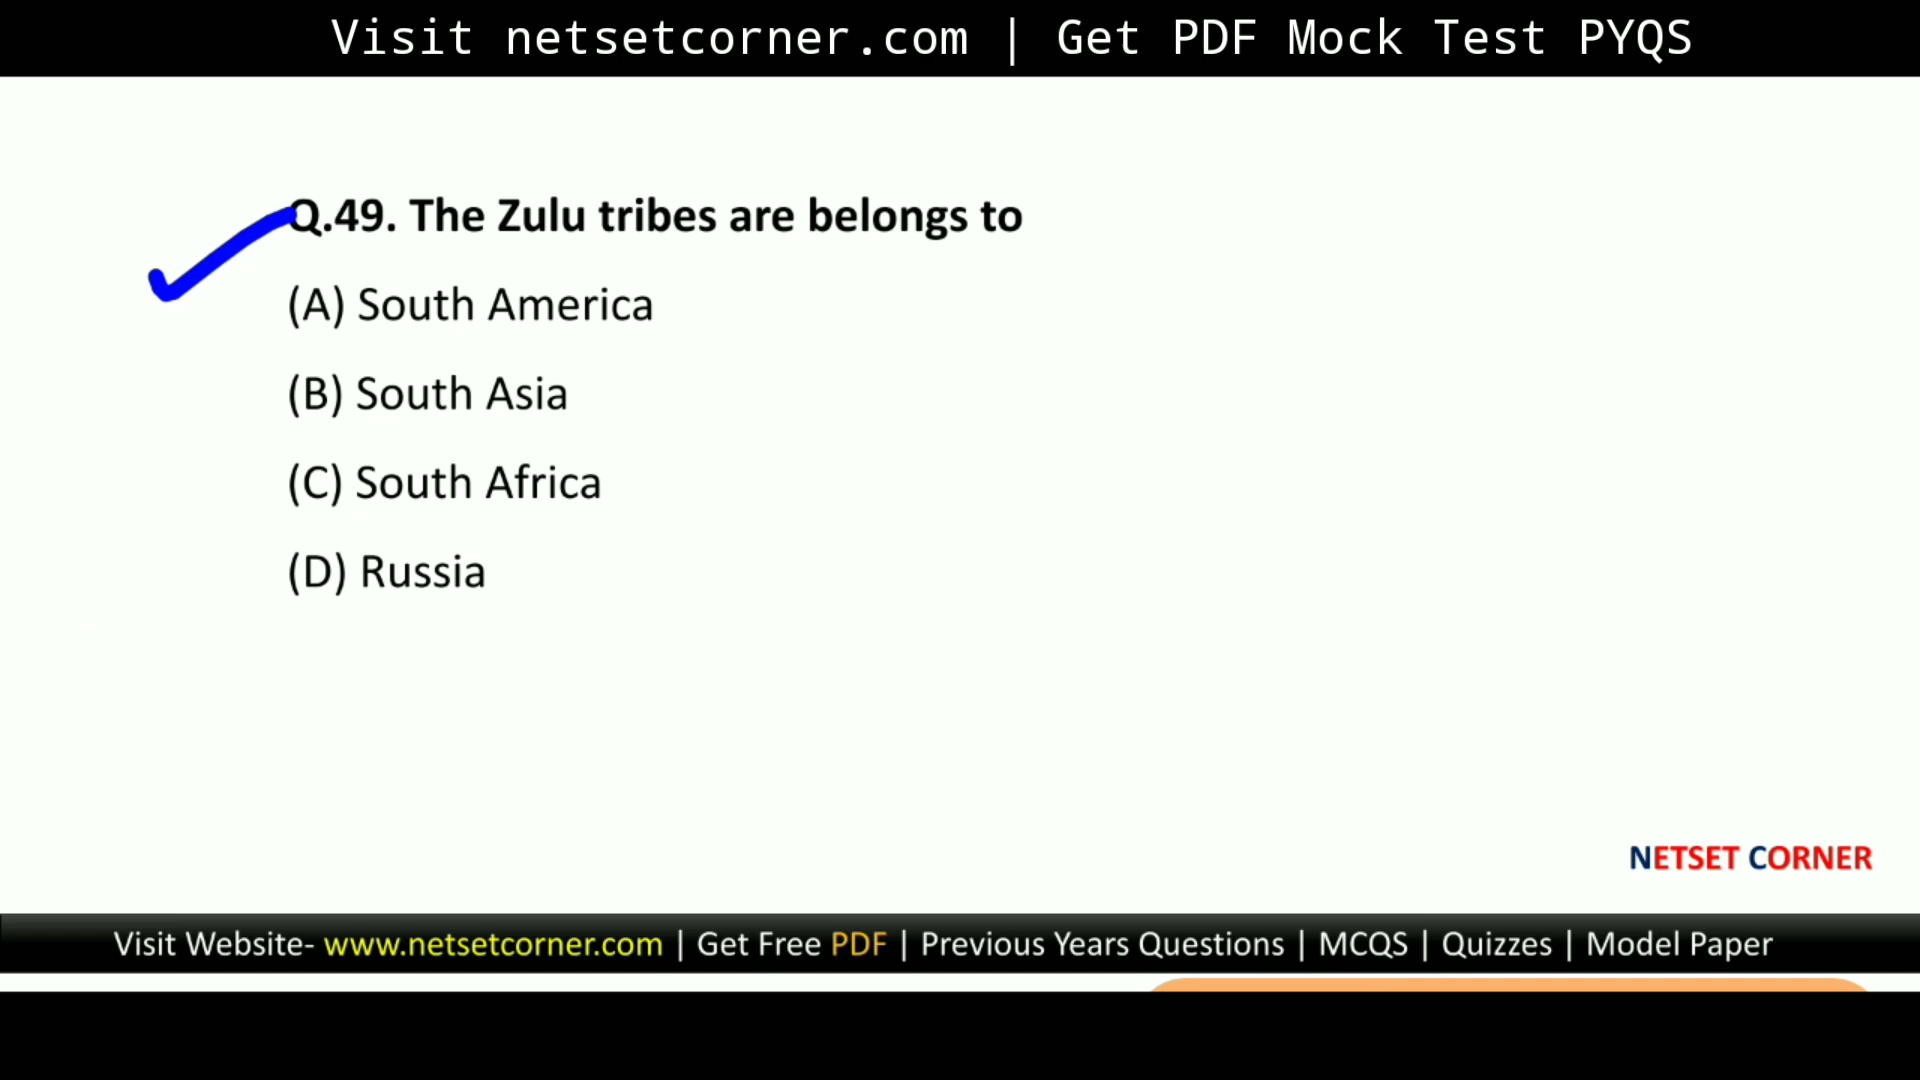 Visit netsetcorner.com | Get PDF Mock Test PYQS
Q.49. The Zulu tribes are belongs to
(A) South America
(B) South Asia
(C) South Africa
(D) Russia
NETSET CORNER
Visit Website- www.netsetcorner.com | Get Free PDF | Previous Years Questions | MCQS | Quizzes | Model Paper